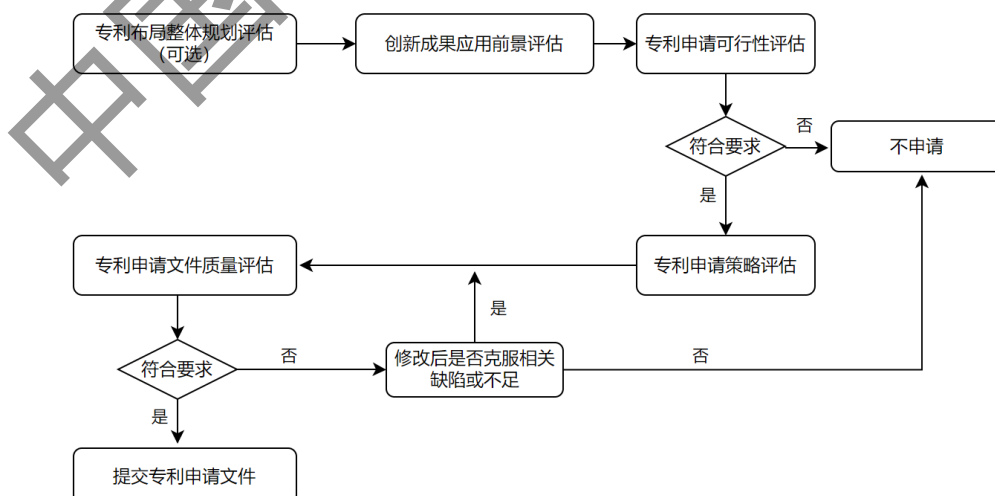 专利布局整体规划评估
（可选）
创新成果应用前景评估
专利申请可行性评估
符合要求
否
不申请
是
专利申请文件质量评估
专利申请策略评估
是
符合要求
否
修改后是否克服相关
缺陷或不足
否
是
提交专利申请文件
中国